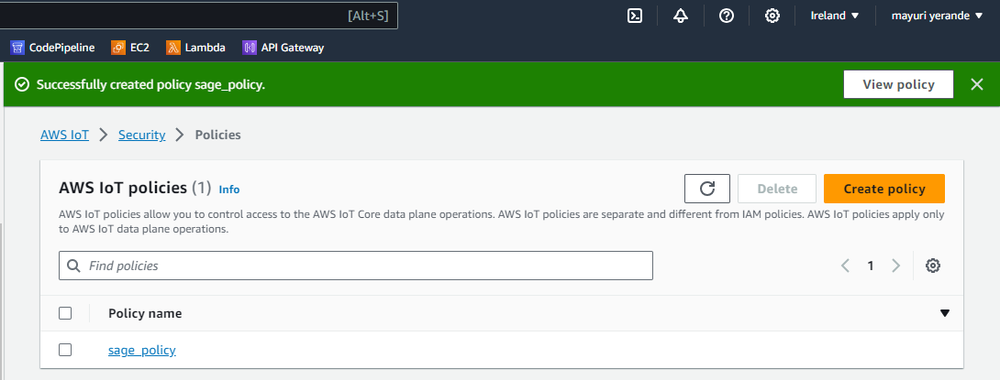 [Alt+S]
Ireland ▼
mayuri yerande ▼
CodePipeline
EC2
Lambda
API Gateway
Successfully created policy sage_policy.
View policy
AWS IoT
Security
Policies
AWS IoT policies (1) Info
Delete
Create policy
AWS IoT policies allow you to control access to the AWS IoT Core data plane operations. AWS IoT policies are separate and different from IAM policies. AWS IoT policies apply only
to AWS IoT data plane operations.
Find policies
1
Policy name
sage_policy